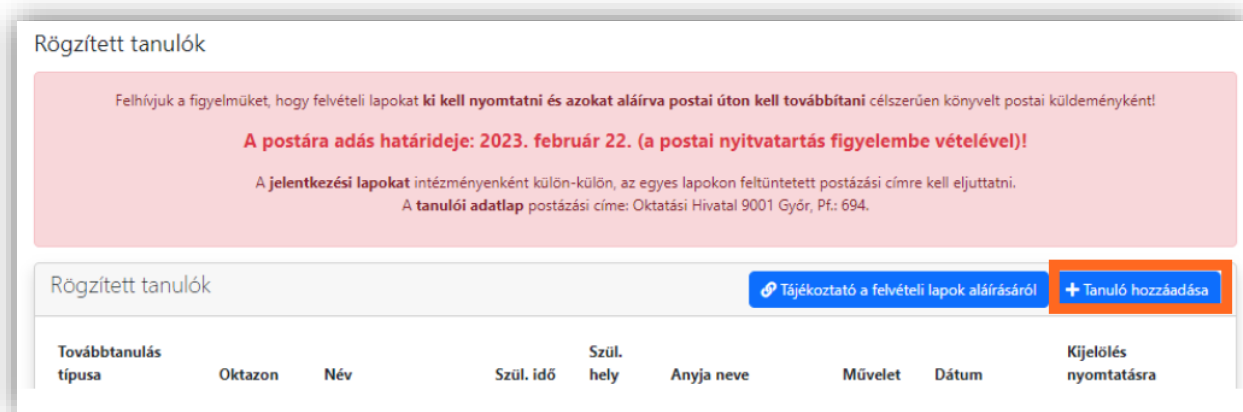 Rögzített tanulók
Felhívjuk a figyelmüket, hogy felvételi lapokat ki kell nyomtatni és azokat aláírva postai úton kell továbbítani célszerűen könyvelt postai küldeményként!
A postára adás határideje: 2023. február 22. (a postai nyitvatartás figyelembe vételével)!
A jelentkezési lapokat intézményenként külön-külön, az egyes lapokon feltüntetett postázási címre kell eljuttatni.
A tanulói adatlap postázási címe: Oktatási Hivatal 9001 Győr, Pf.: 694.
Rögzített tanulók
Tájékoztató a felvételi lapok aláírásáról
+ Tanuló hozzáadása
Továbbtanulás típusa
Oktazon
Név
Szül. idő
Szül. hely
Anyja neve
Művelet
Dátum
Kijelölés nyomtatásra